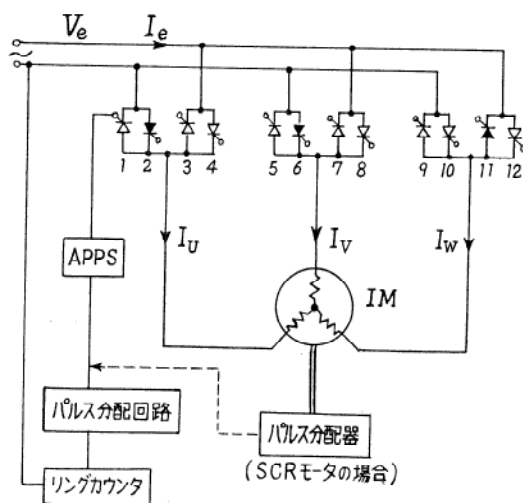 Ve Ie
1 2 3 4 5 6 7 8 9 10 11 12
IU IV IW
APPS
IM
パルス分配回路
パルス分配器
(SCRモータの場合)
リングカウンタ